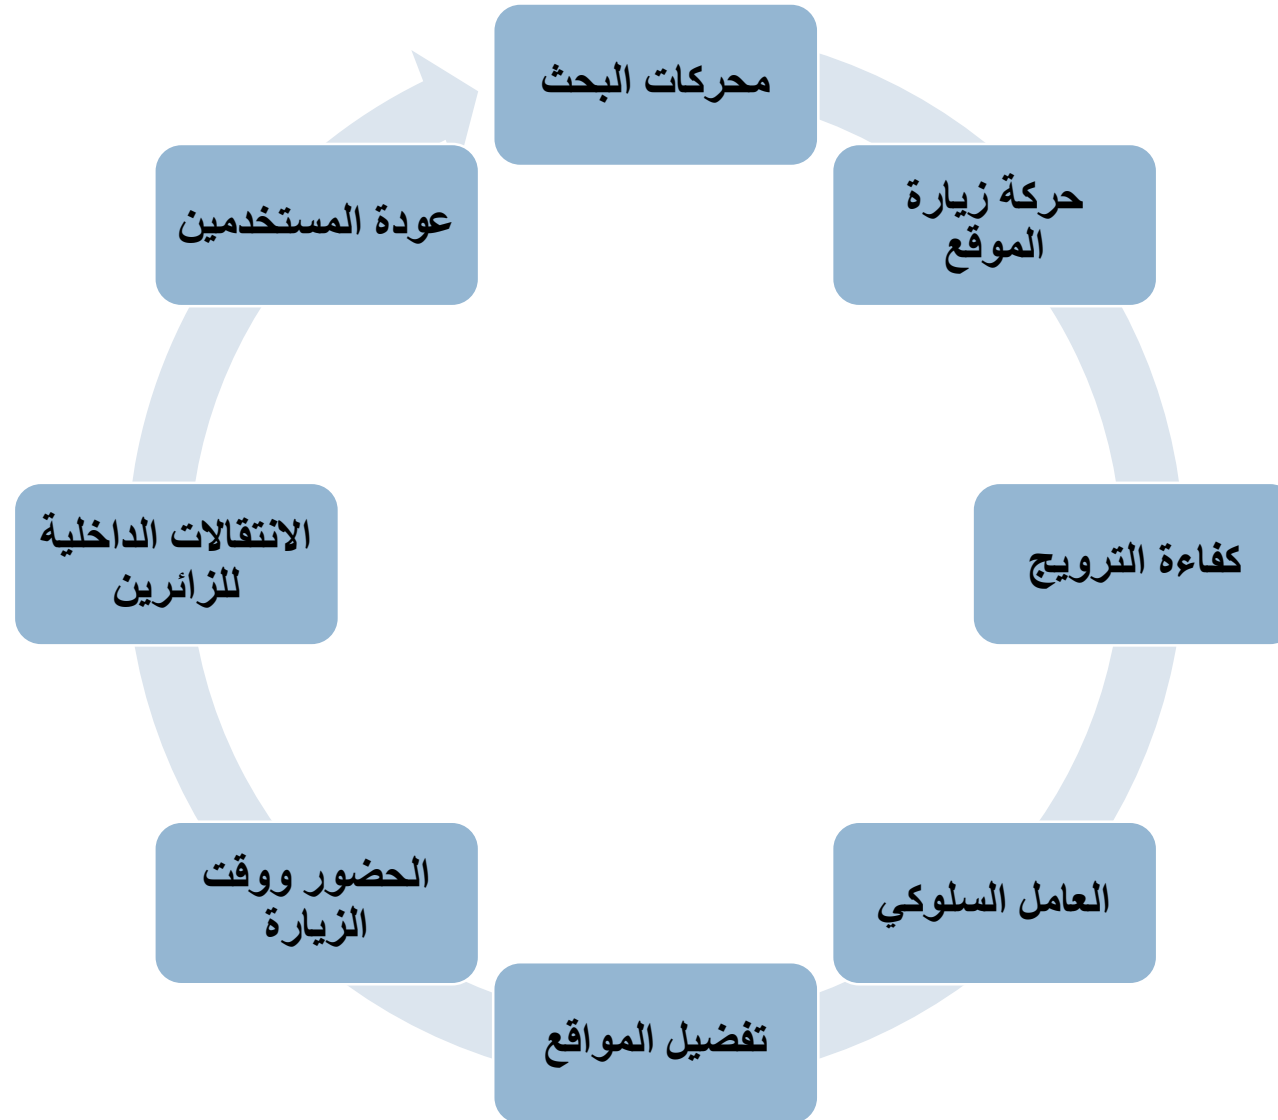 محركات البحث
حركة زيارة
الموقع
كفاءة الترويج
العامل السلوكي
تفضيل المواقع
الحضور ووقت
الزيارة
الانتقالات الداخلية
للزائرين
عودة المستخدمين